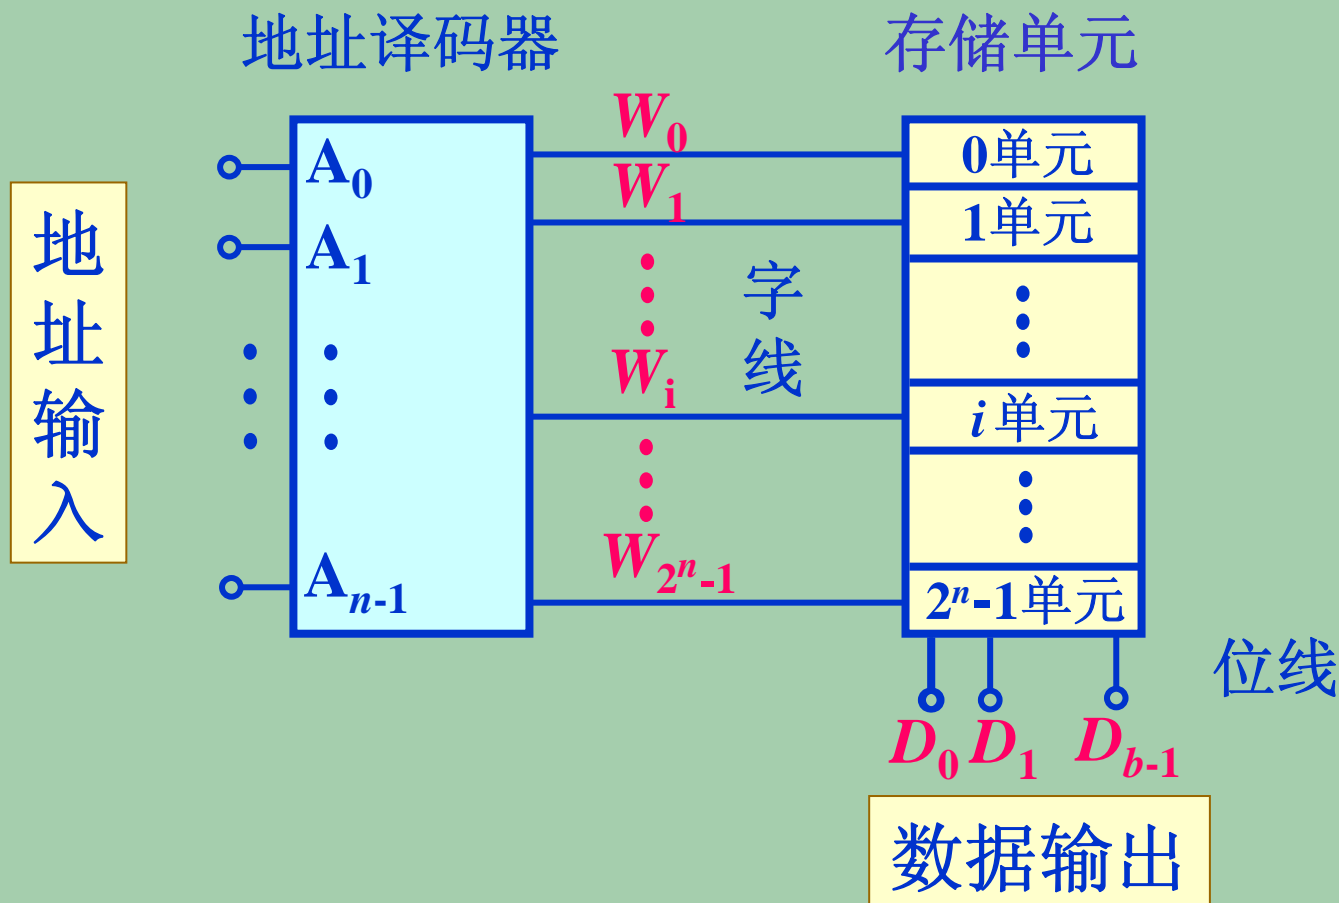 地址译码器
存储单元
地址输入
A₀
A₁
Aₙ₋₁
W₀
W₁
Wᵢ
W₂ⁿ₋₁
字线
0单元
1单元
i单元
2ⁿ-1单元
位线
D₀ D₁ D_b-1
数据输出